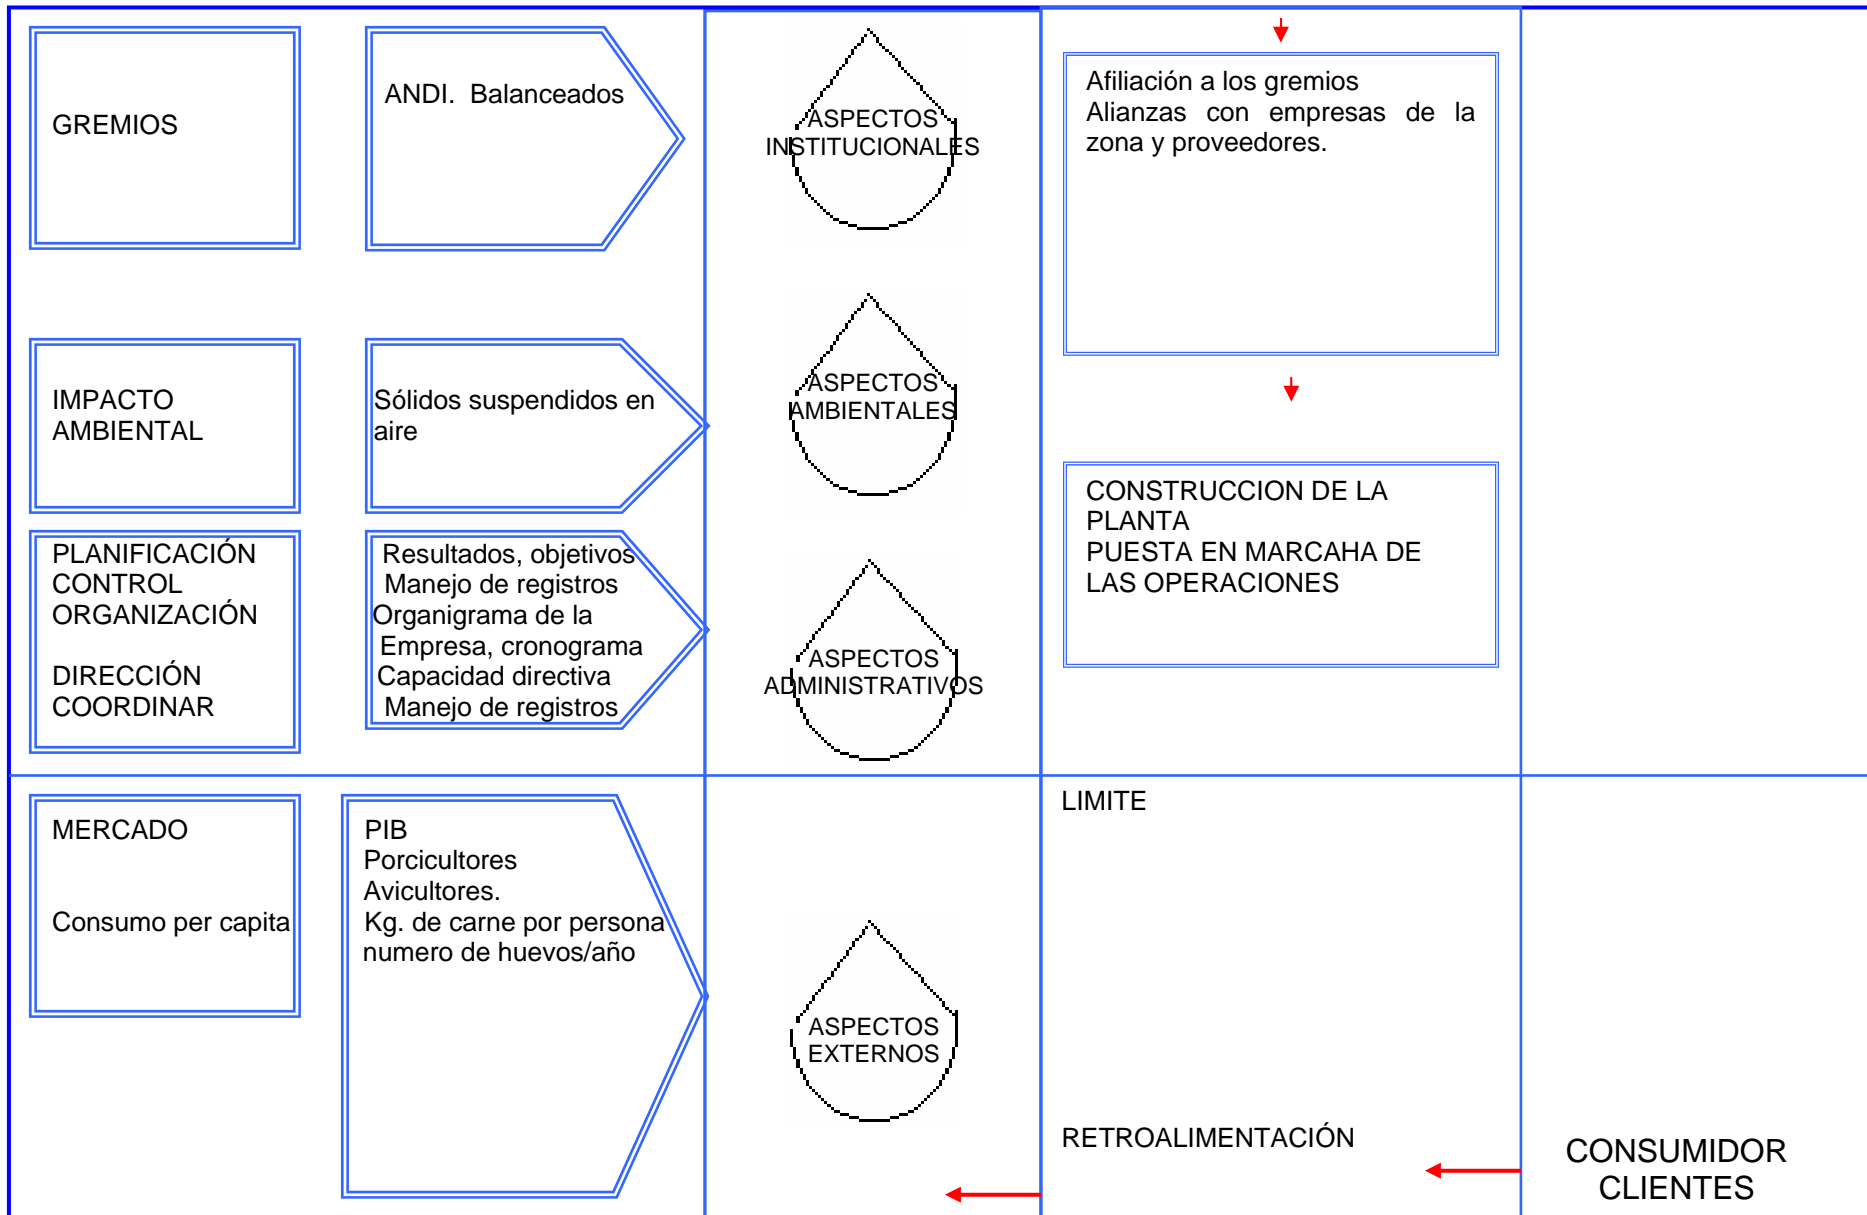 GREMIOS
ANDI.  Balanceados
ASPECTOS
INSTITUCIONALES
Afiliación a los gremios
Alianzas con empresas de la
zona y proveedores.
IMPACTO
AMBIENTAL
Sólidos suspendidos en
aire
ASPECTOS
AMBIENTALES
CONSTRUCCION DE LA
PLANTA
PUESTA EN MARCAHA DE
LAS OPERACIONES
PLANIFICACIÓN
CONTROL
ORGANIZACIÓN
DIRECCIÓN
COORDINAR
Resultados, objetivos
Manejo de registros
Organigrama de la
Empresa, cronograma
Capacidad directiva
Manejo de registros
ASPECTOS
ADMINISTRATIVOS
MERCADO
Consumo per capita
PIB
Porcicultores
Avicultores.
Kg. de carne por persona
numero de huevos/año
ASPECTOS
EXTERNOS
LIMITE
RETROALIMENTACIÓN
CONSUMIDOR
CLIENTES